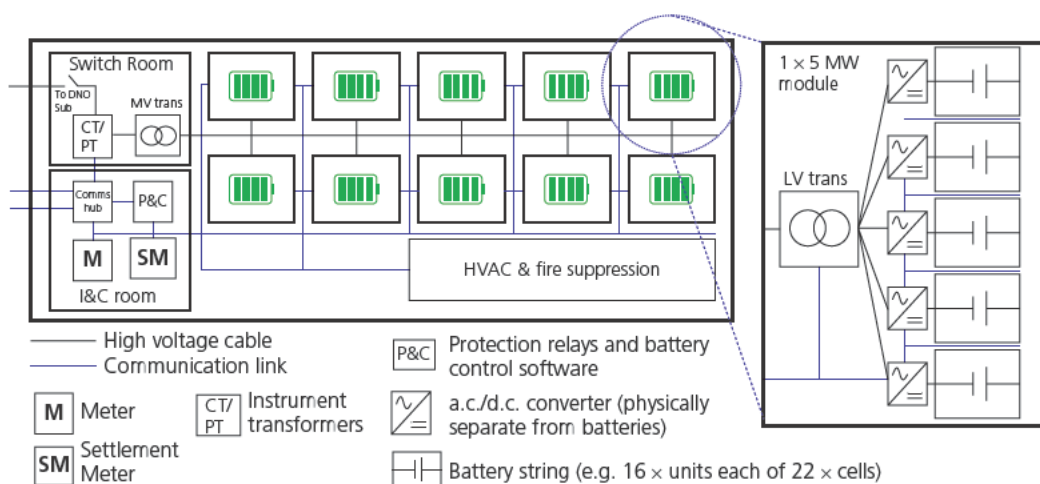 Switch Room
To DNO
Sub
MV trans
CT/
PT
Comms
hub
P&C
M
SM
I&C room
HVAC & fire suppression
1 × 5 MW
module
LV trans
High voltage cable
Communication link
M Meter
SM Settlement
Meter
CT/
PT
Instrument
transformers
P&C
Protection relays and battery
control software
a.c./d.c. converter (physically
separate from batteries)
Battery string (e.g. 16 × units each of 22 × cells)